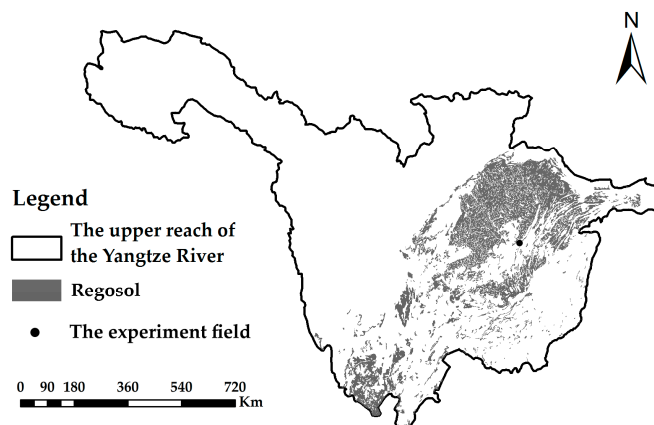 N
Legend
The upper reach of
the Yangtze River
Regosol
The experiment field
0 90 180 360 540 720
Km